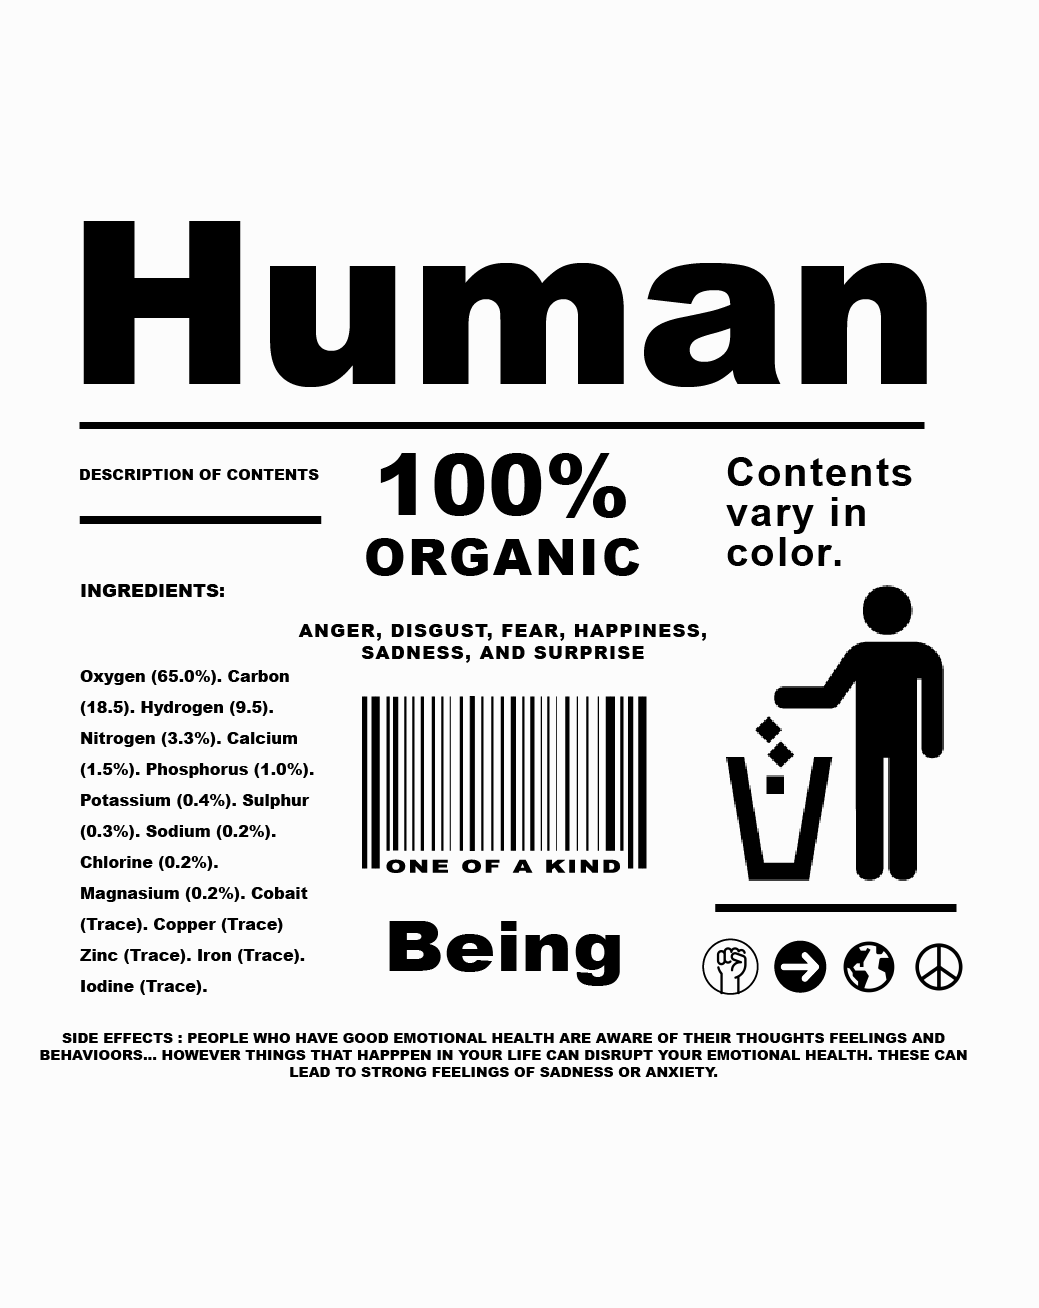 Human
DESCRIPTION OF CONTENTS
INGREDIENTS:
Oxygen (65.0%). Carbon
(18.5). Hydrogen (9.5).
Nitrogen (3.3%). Calcium
(1.5%). Phosphorus (1.0%).
Potassium (0.4%). Sulphur
(0.3%). Sodium (0.2%).
Chlorine (0.2%).
Magnasium (0.2%). Cobait
(Trace). Copper (Trace)
Zinc (Trace). Iron (Trace).
Iodine (Trace).
100%
ORGANIC
ANGER, DISGUST, FEAR, HAPPINESS,
SADNESS, AND SURPRISE
ONE OF A KIND
Being
Contents
vary in
color.
SIDE EFFECTS : PEOPLE WHO HAVE GOOD EMOTIONAL HEALTH ARE AWARE OF THEIR THOUGHTS FEELINGS AND
BEHAVIOORS... HOWEVER THINGS THAT HAPPPEN IN YOUR LIFE CAN DISRUPT YOUR EMOTIONAL HEALTH. THESE CAN
LEAD TO STRONG FEELINGS OF SADNESS OR ANXIETY.